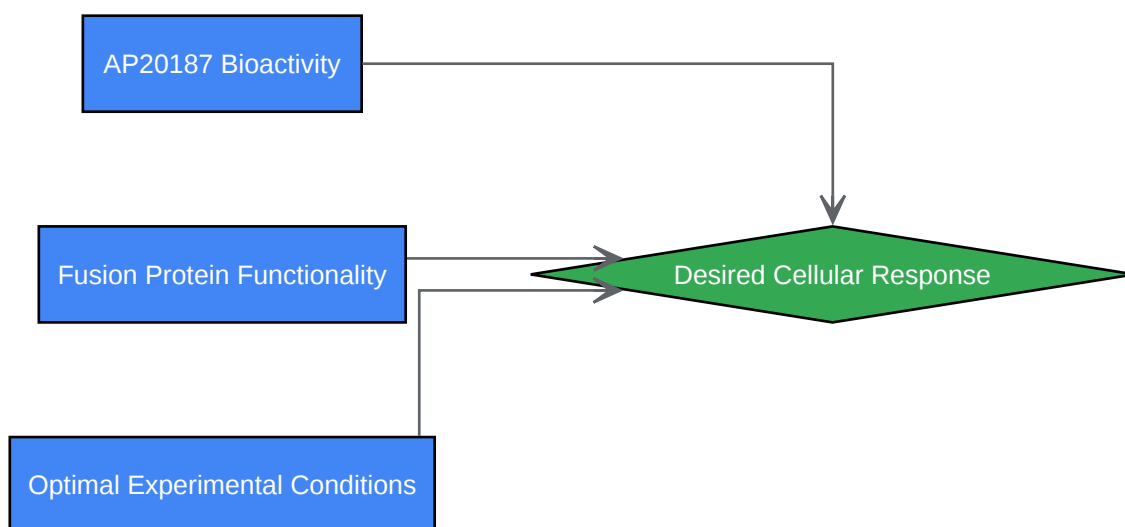 AP20187 Bioactivity
Fusion Protein Functionality
Desired Cellular Response
Optimal Experimental Conditions